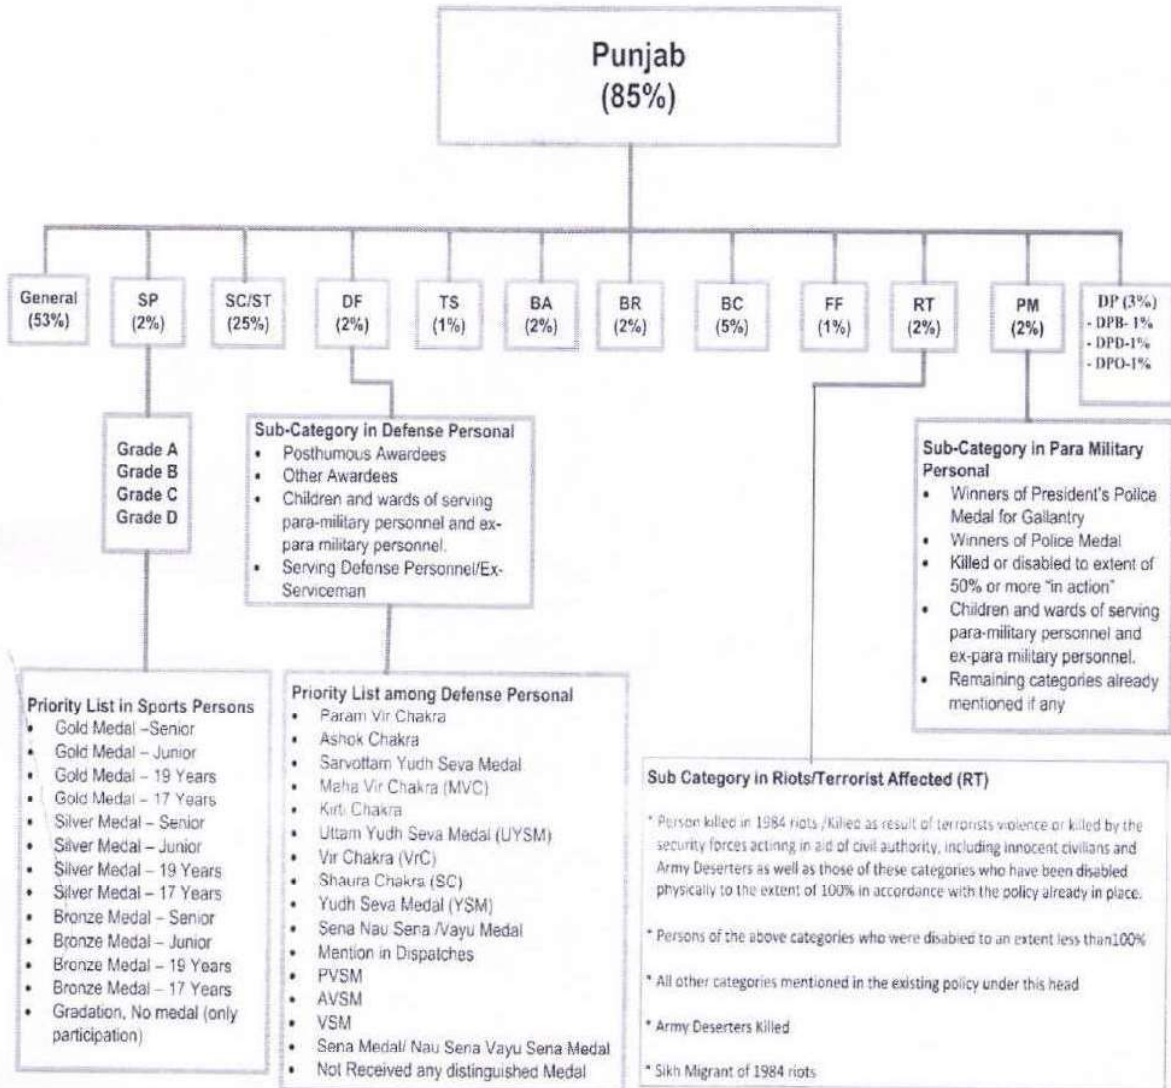 Punjab
(85%)
General
(53%)
SP
(2%)
SC/ST
(25%)
DF
(2%)
TS
(1%)
BA
(2%)
BR
(2%)
BC
(5%)
FF
(1%)
RT
(2%)
PM
(2%)
DP (3%)
- DPB- 1%
- DPD-1%
- DPO-1%
Grade A
Grade B
Grade C
Grade D
Sub-Category in Defense Personal
• Posthumous Awardees
• Other Awardees
• Children and wards of serving
para-military personnel and ex-
para military personnel.
• Serving Defense Personnel/Ex-
Serviceman
Sub-Category in Para Military
Personal
• Winners of President's Police
Medal for Gallantry
• Winners of Police Medal
• Killed or disabled to extent of
50% or more "in action"
• Children and wards of serving
para-military personnel and
ex-para military personnel.
• Remaining categories already
mentioned if any
Priority List in Sports Persons
• Gold Medal –Senior
• Gold Medal – Junior
• Gold Medal – 19 Years
• Gold Medal – 17 Years
• Silver Medal – Senior
• Silver Medal – Junior
• Silver Medal – 19 Years
• Silver Medal – 17 Years
• Bronze Medal – Senior
• Bronze Medal – Junior
• Bronze Medal – 19 Years
• Bronze Medal – 17 Years
• Gradation, No medal (only
participation)
Priority List among Defense Personal
• Param Vir Chakra
• Ashok Chakra
• Sarvottam Yudh Seva Medal
• Maha Vir Chakra (MVC)
• Kirti Chakra
• Uttam Yudh Seva Medal (UYSM)
• Vir Chakra (VrC)
• Shaura Chakra (SC)
• Yudh Seva Medal (YSM)
• Sena Nau Sena /Vayu Medal
• Mention in Dispatches
• PVSM
• AVSM
• VSM
• Sena Medal/ Nau Sena Vayu Sena Medal
• Not Received any distinguished Medal
Sub Category in Riots/Terrorist Affected (RT)
* Person killed in 1984 riots /Killed as result of terrorists violence or killed by the
security forces actinng in aid of civil authority, including innocent civilians and
Army Deserters as well as those of these categories who have been disabled
physically to the extent of 100% in accordance with the policy already in place.
* Persons of the above categories who were disabled to an extent less than100%
* All other categories mentioned in the existing policy under this head
* Army Deserters Killed
* Sikh Migrant of 1984 riots